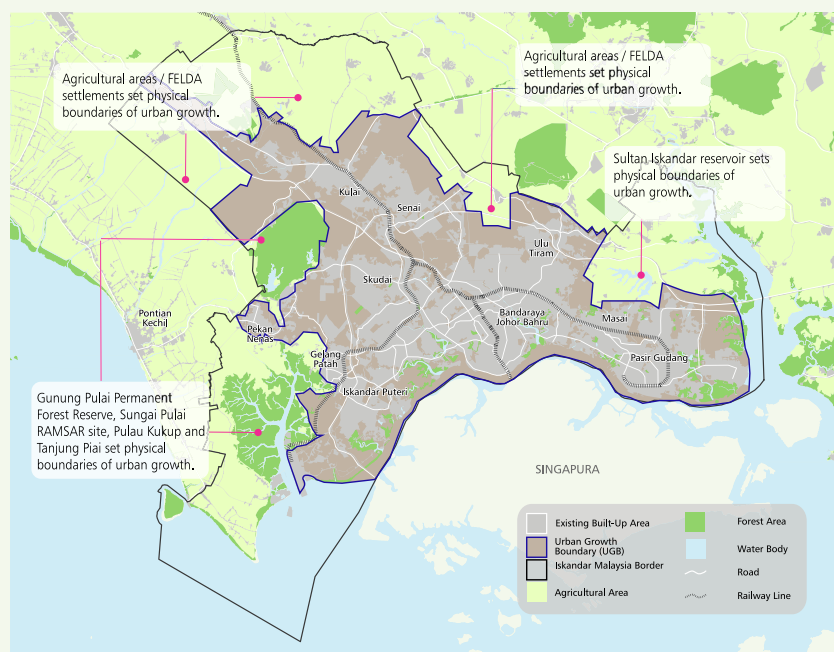 Agricultural areas / FELDA
settlements set physical
boundaries of urban growth.
Agricultural areas / FELDA
settlements set physical
boundaries of urban growth.
Sultan Iskandar reservoir sets
physical boundaries of
urban growth.
Kulai
Senai
Ulu
Tiram
Skudai
Pontian
Kechil
Pekan
Nenas
Bandaraya
Johor Bahru
Masai
Gelang
Patah
Pasir Gudang
Iskandar Puteri
Gunung Pulai Permanent
Forest Reserve, Sungai Pulai
RAMSAR site, Pulau Kukup and
Tanjung Piai set physical
boundaries of urban growth.
SINGAPURA
Existing Built-Up Area
Urban Growth
Boundary (UGB)
Iskandar Malaysia Border
Agricultural Area
Forest Area
Water Body
Road
Railway Line